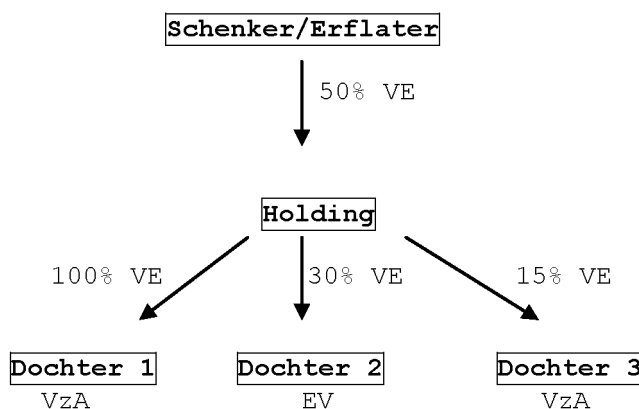 Schenker/Erflater
50% VE
Holding
100% VE 30% VE 15% VE
Dochter 1 Dochter 2 Dochter 3
VzA EV VzA